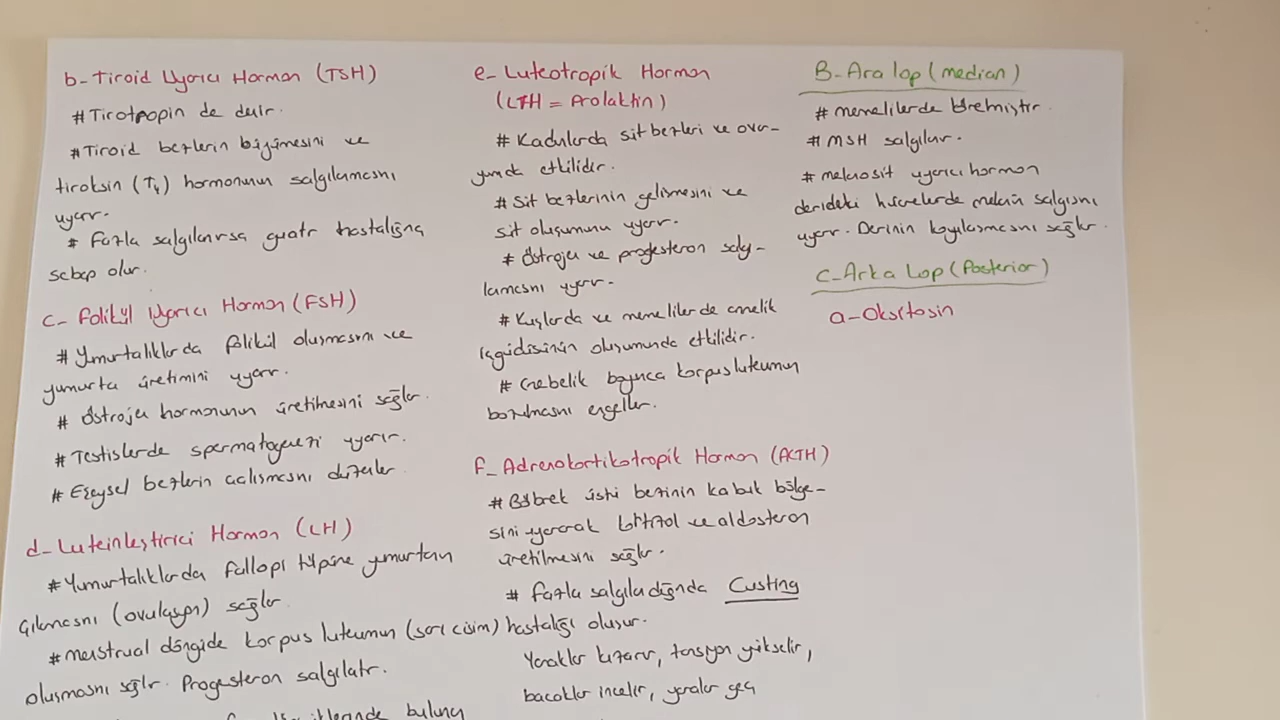 b- Tiroid Uyarıcı Hormon (TSH)
# Tirotropin de denir.
# Tiroid bezlerin büyümesini ve
tiroksin (T4) hormonunun salgılanmasını
uyarır.
# Fazla salgılanırsa guatr hastalığına
sebep olur.
c- Folikül Uyarıcı Hormon (FSH)
# Yumurtalıklarda folikül oluşmasını ve
yumurta üretimini uyarır.
# Östrojen hormonunun üretilmesini sağlar.
# Testislerde spermatogenezi uyarır.
# Eşeysel bezlerin çalışmasını düzenler
d- Luteinleştirici Hormon (LH)
# Yumurtalıklarda fallopi tüpüne yumurtanın
çıkmasını (ovulasyon) sağlar
# menstrual döngüde korpus luteumun (sarı cisim)
oluşmasını sağlar. Progesteron salgılatır.
bulunan
e- Luteotropik Hormon
(LTH = Prolaktin)
# Kadınlarda süt bezleri ve ovar-
yumda etkilidir.
# Süt bezlerinin gelişmesini ve
süt oluşumunu uyarır.
# Östrojen ve progesteron salgı-
lamasını uyarır.
# Kuşlarda ve memelilerde annelik
içgüdüsünün oluşumunda etkilidir.
# Gebelik boyunca korpus luteumun
bozulmasını engeller.
f- Adrenokortikotropik Hormon (ACTH)
# Böbrek üstü bezinin kabuk bölge-
sini uyararak kortizol ve aldosteron
üretilmesini sağlar.
# Fazla salgılandığında Custing
hastalığı oluşur.
Yanaklar kızarır, tansiyon yükselir,
bacaklar incelir, yaralar geç
B- Ara lop (median)
# memelilerde körelmiştir.
# MSH salgılar.
# melanosit uyarıcı hormon
derideki hücrelerde melanin salgısını
uyarır. Derinin koyulaşmasını sağlar.
C- Arka Lop (Posterior)
a- Oksitosin